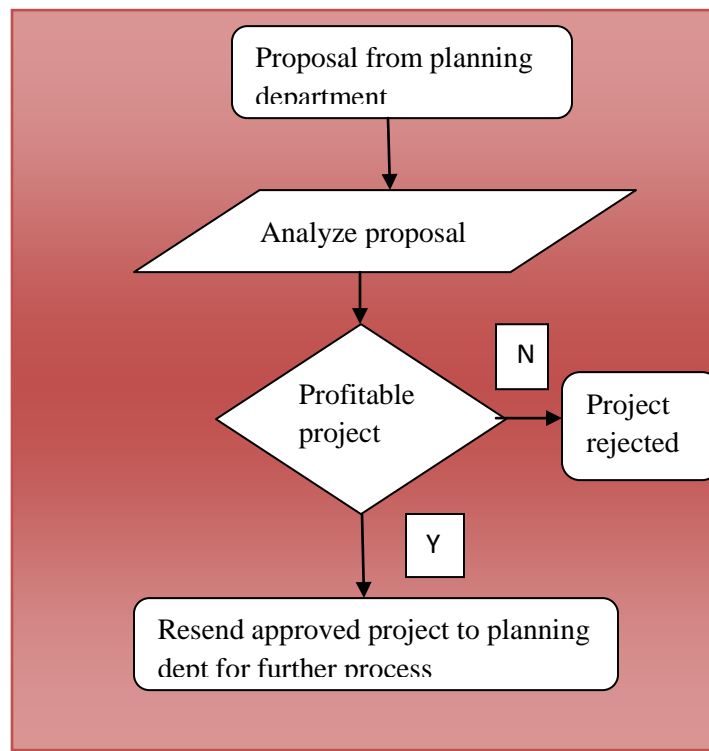 Proposal from planning
department
Analyze proposal
N
Profitable
project
Project
rejected
Y
Resend approved project to planning
dept for further process